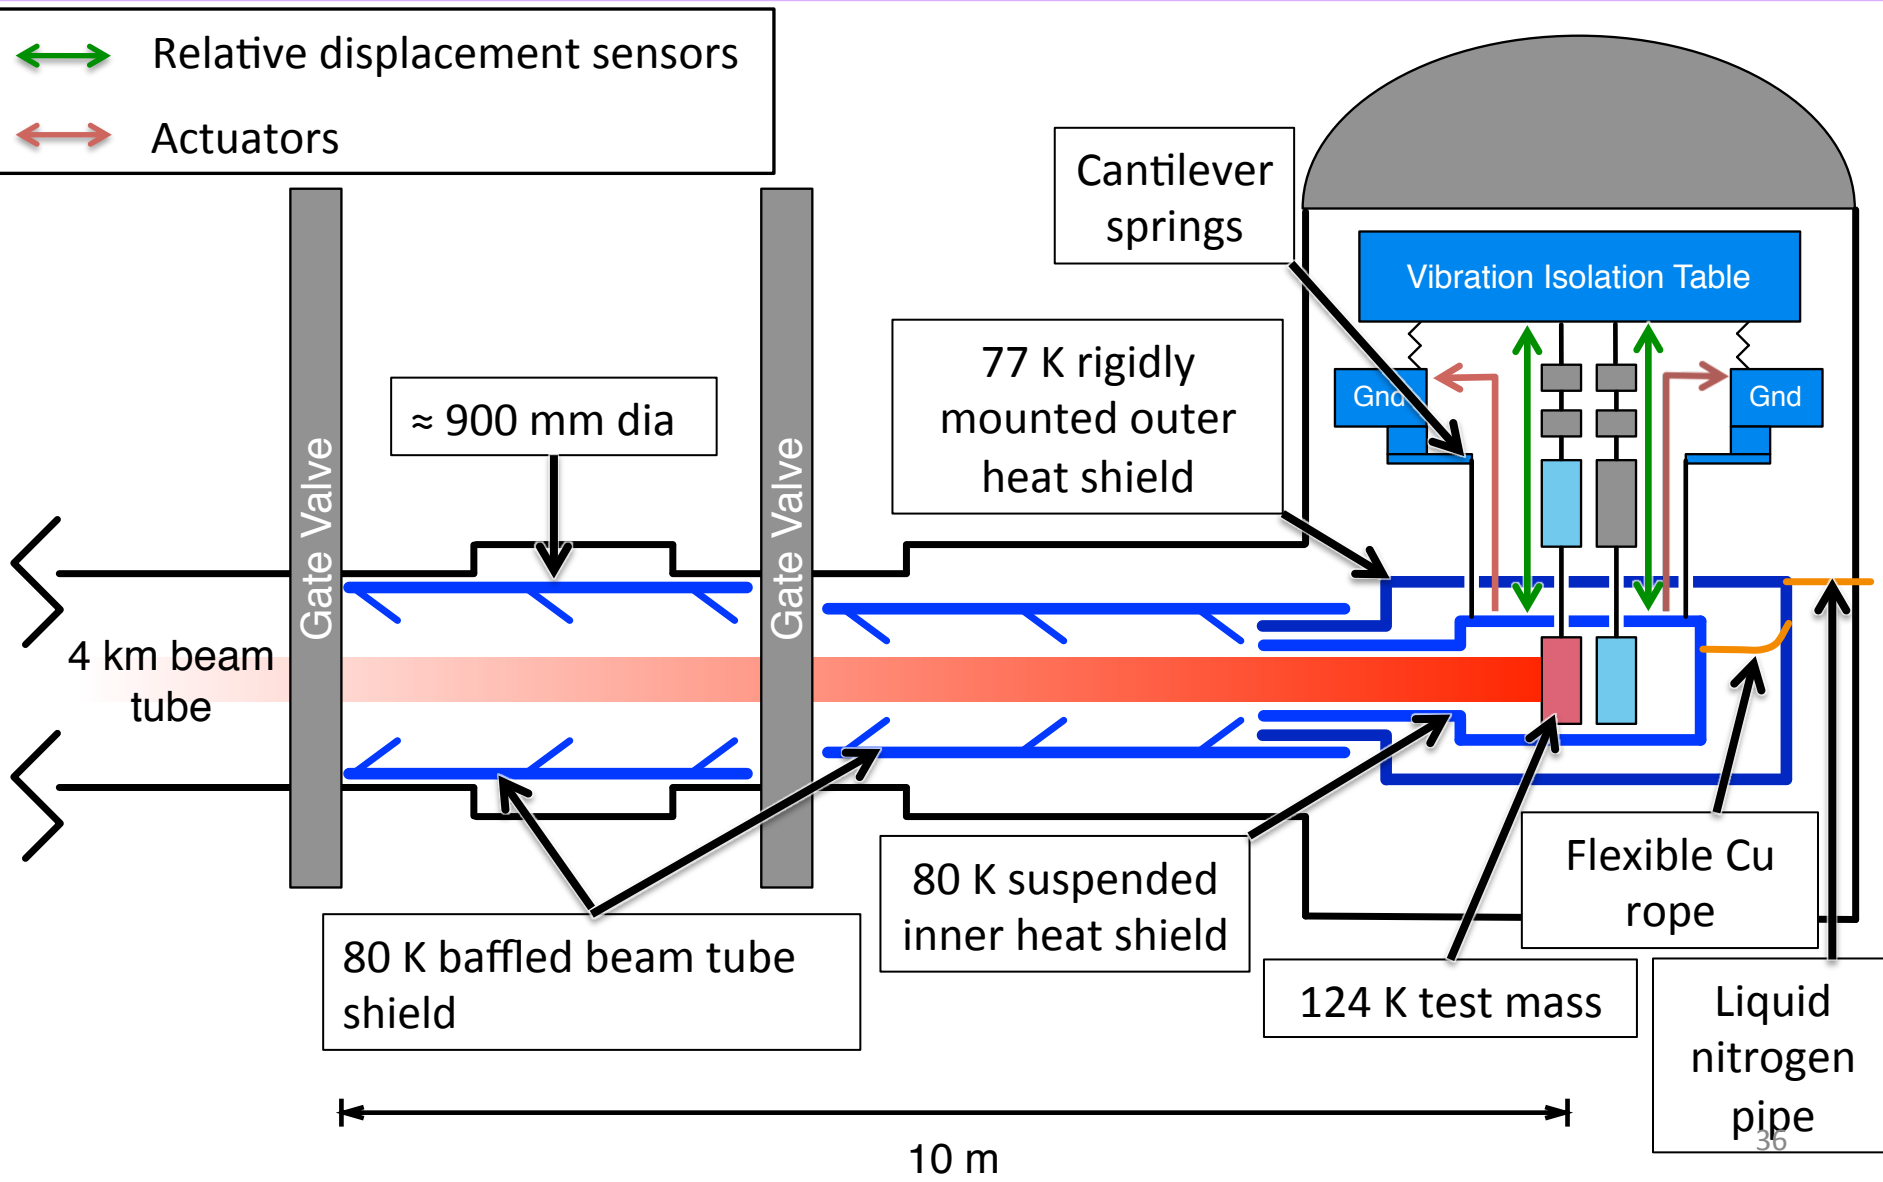 Relative displacement sensors
Actuators
Cantilever
springs
Vibration Isolation Table
77 K rigidly
mounted outer
heat shield
Gnd
Gnd
≈ 900 mm dia
Gate Valve
Gate Valve
4 km beam
tube
80 K baffled beam tube
shield
80 K suspended
inner heat shield
124 K test mass
Flexible Cu
rope
Liquid
nitrogen
pipe
36
10 m